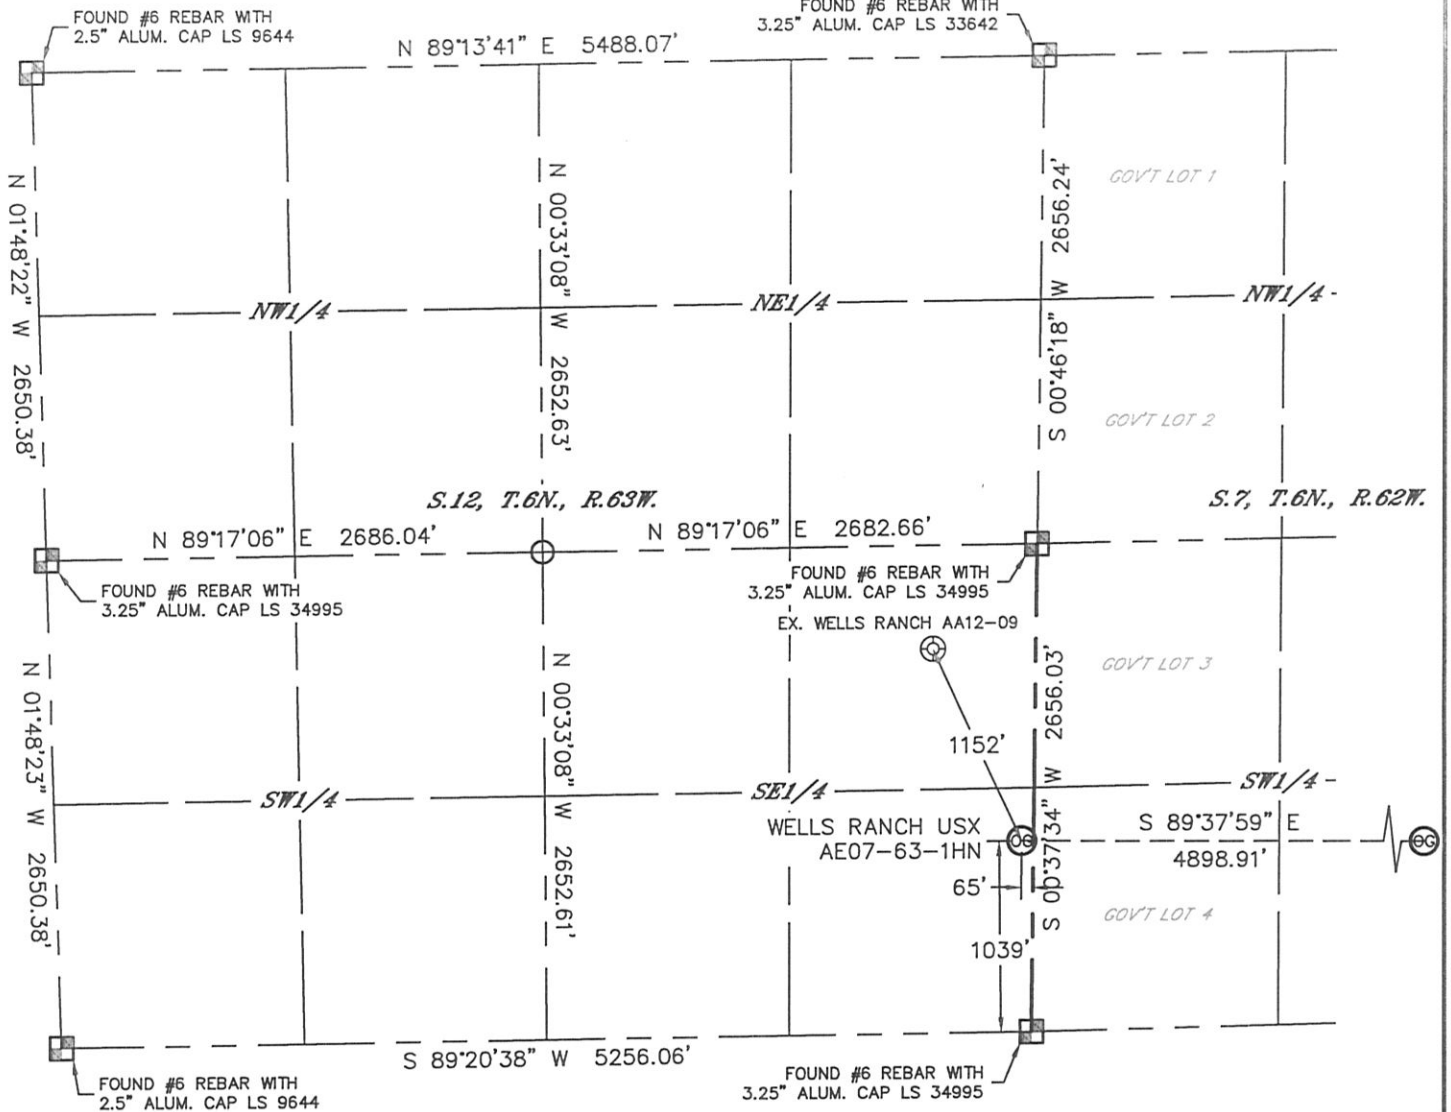 FOUND #6 REBAR WITH
2.5" ALUM. CAP LS 9644
FOUND #6 REBAR WITH
3.25" ALUM. CAP LS 33642
N 89°13'41" E 5488.07'
N 01°48'22" W 2650.38'
N 00°33'08" W 2652.63'
S 00°46'18" W 2656.24'
GOV'T LOT 1
NW1/4
NE1/4
NW1/4
GOV'T LOT 2
S.12, T.6N., R.63W.
S.7, T.6N., R.62W.
N 89°17'06" E 2686.04'
N 89°17'06" E 2682.66'
FOUND #6 REBAR WITH
3.25" ALUM. CAP LS 34995
FOUND #6 REBAR WITH
3.25" ALUM. CAP LS 34995
EX. WELLS RANCH AA12-09
N 01°48'23" W 2650.38'
N 00°33'08" W 2652.61'
S 00°37'34" W 2656.03'
GOV'T LOT 3
1152'
SW1/4
SE1/4
SW1/4
WELLS RANCH USX
AE07-63-1HN
OG
S 89°37'59" E
4898.91'
OG
65'
GOV'T LOT 4
1039'
S 89°20'38" W 5256.06'
FOUND #6 REBAR WITH
2.5" ALUM. CAP LS 9644
FOUND #6 REBAR WITH
3.25" ALUM. CAP LS 34995